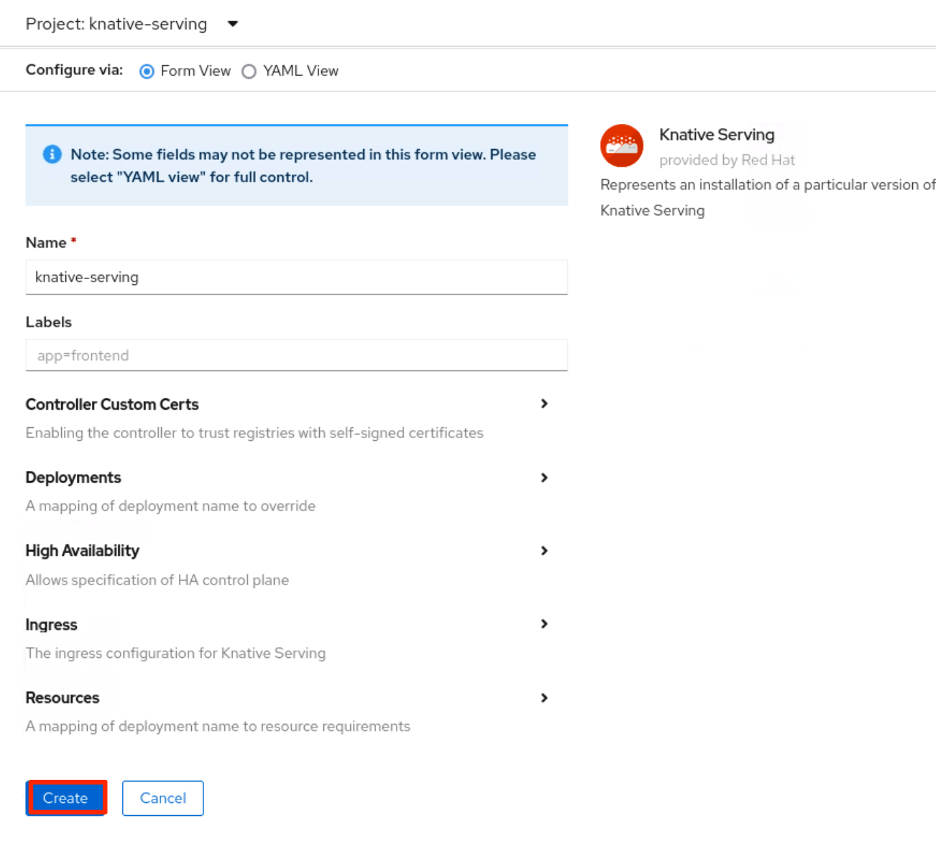 Project: knative-serving
Configure via: Form View YAML View
Note: Some fields may not be represented in this form view. Please
select "YAML view" for full control.
Knative Serving
provided by Red Hat
Represents an installation of a particular version of
Knative Serving
Name *
knative-serving
Labels
app=frontend
Controller Custom Certs
Enabling the controller to trust registries with self-signed certificates
Deployments
A mapping of deployment name to override
High Availability
Allows specification of HA control plane
Ingress
The ingress configuration for Knative Serving
Resources
A mapping of deployment name to resource requirements
Create Cancel